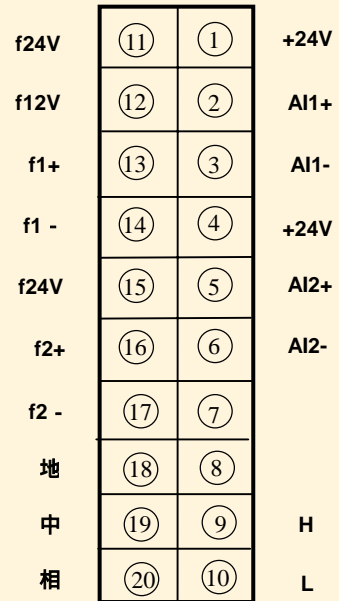 f24V ⑪ ① +24V
f12V ⑫ ② AI1+
f1+ ⑬ ③ AI1-
f1 - ⑭ ④ +24V
f24V ⑮ ⑤ AI2+
f2+ ⑯ ⑥ AI2-
f2 - ⑰ ⑦
地 ⑱ ⑧
中 ⑲ ⑨ H
相 ⑳ ⑩ L